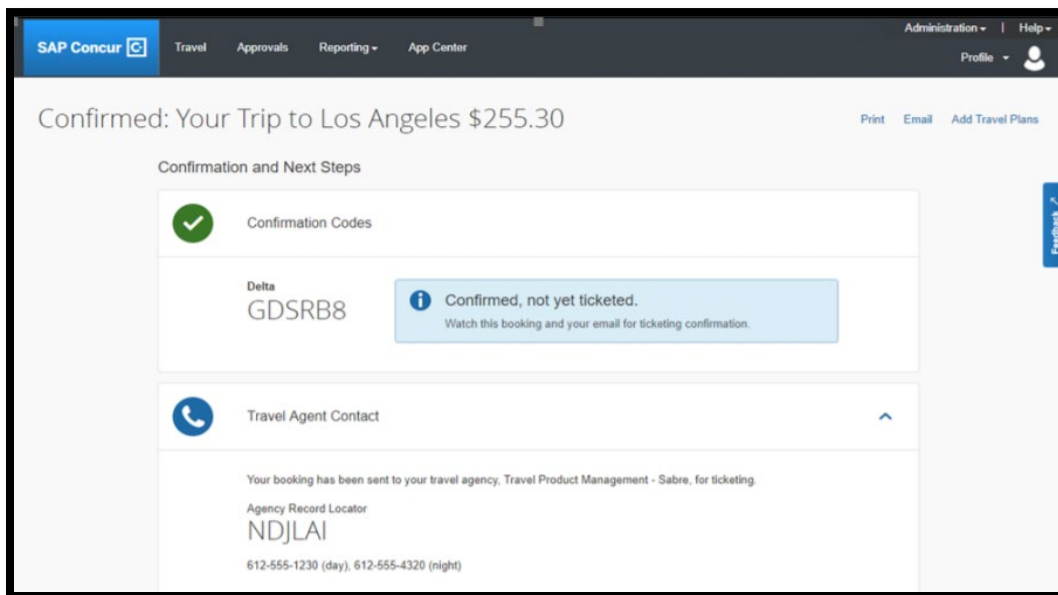 Administration | Help
SAP Concur C Travel Approvals Reporting App Center
Profile
Confirmed: Your Trip to Los Angeles $255.30
Print Email Add Travel Plans
Confirmation and Next Steps
Confirmation Codes
Feedback
Delta
GDSRB8
Confirmed, not yet ticketed.
Watch this booking and your email for ticketing confirmation.
Travel Agent Contact
Your booking has been sent to your travel agency, Travel Product Management - Sabre, for ticketing.
Agency Record Locator
NDJLAI
612-555-1230 (day), 612-555-4320 (night)